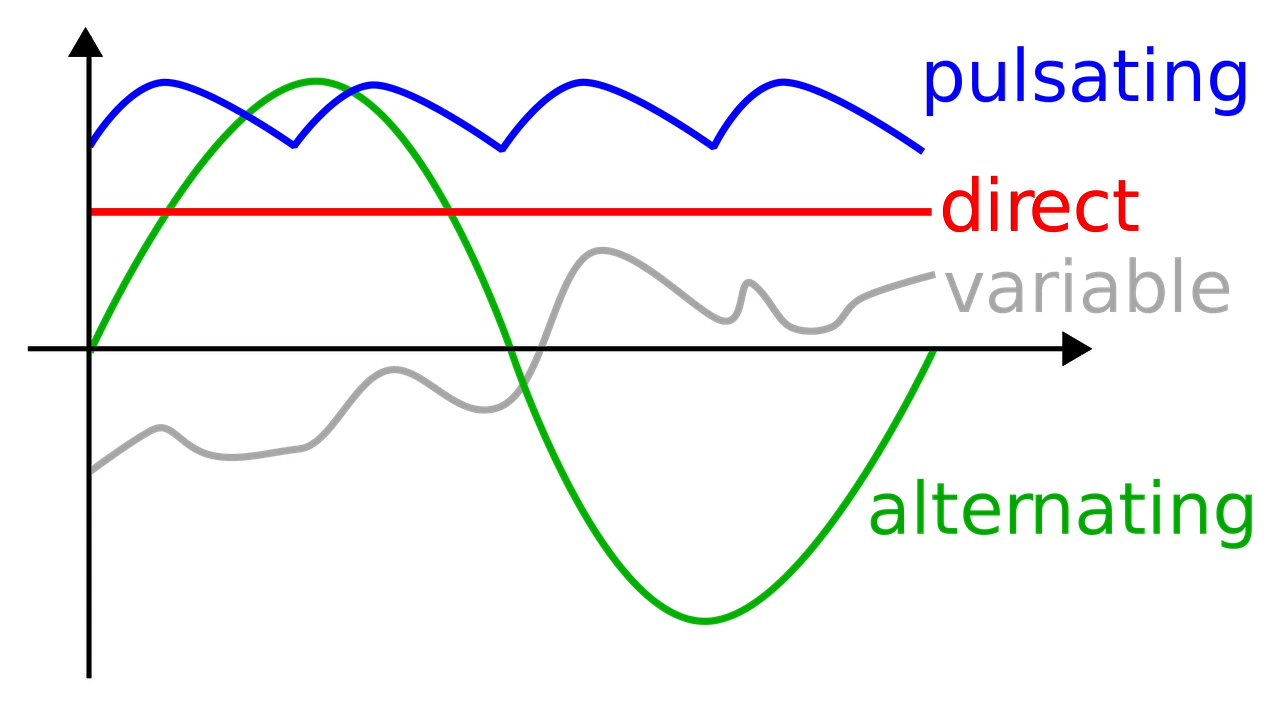 pulsating
direct
variable
alternating